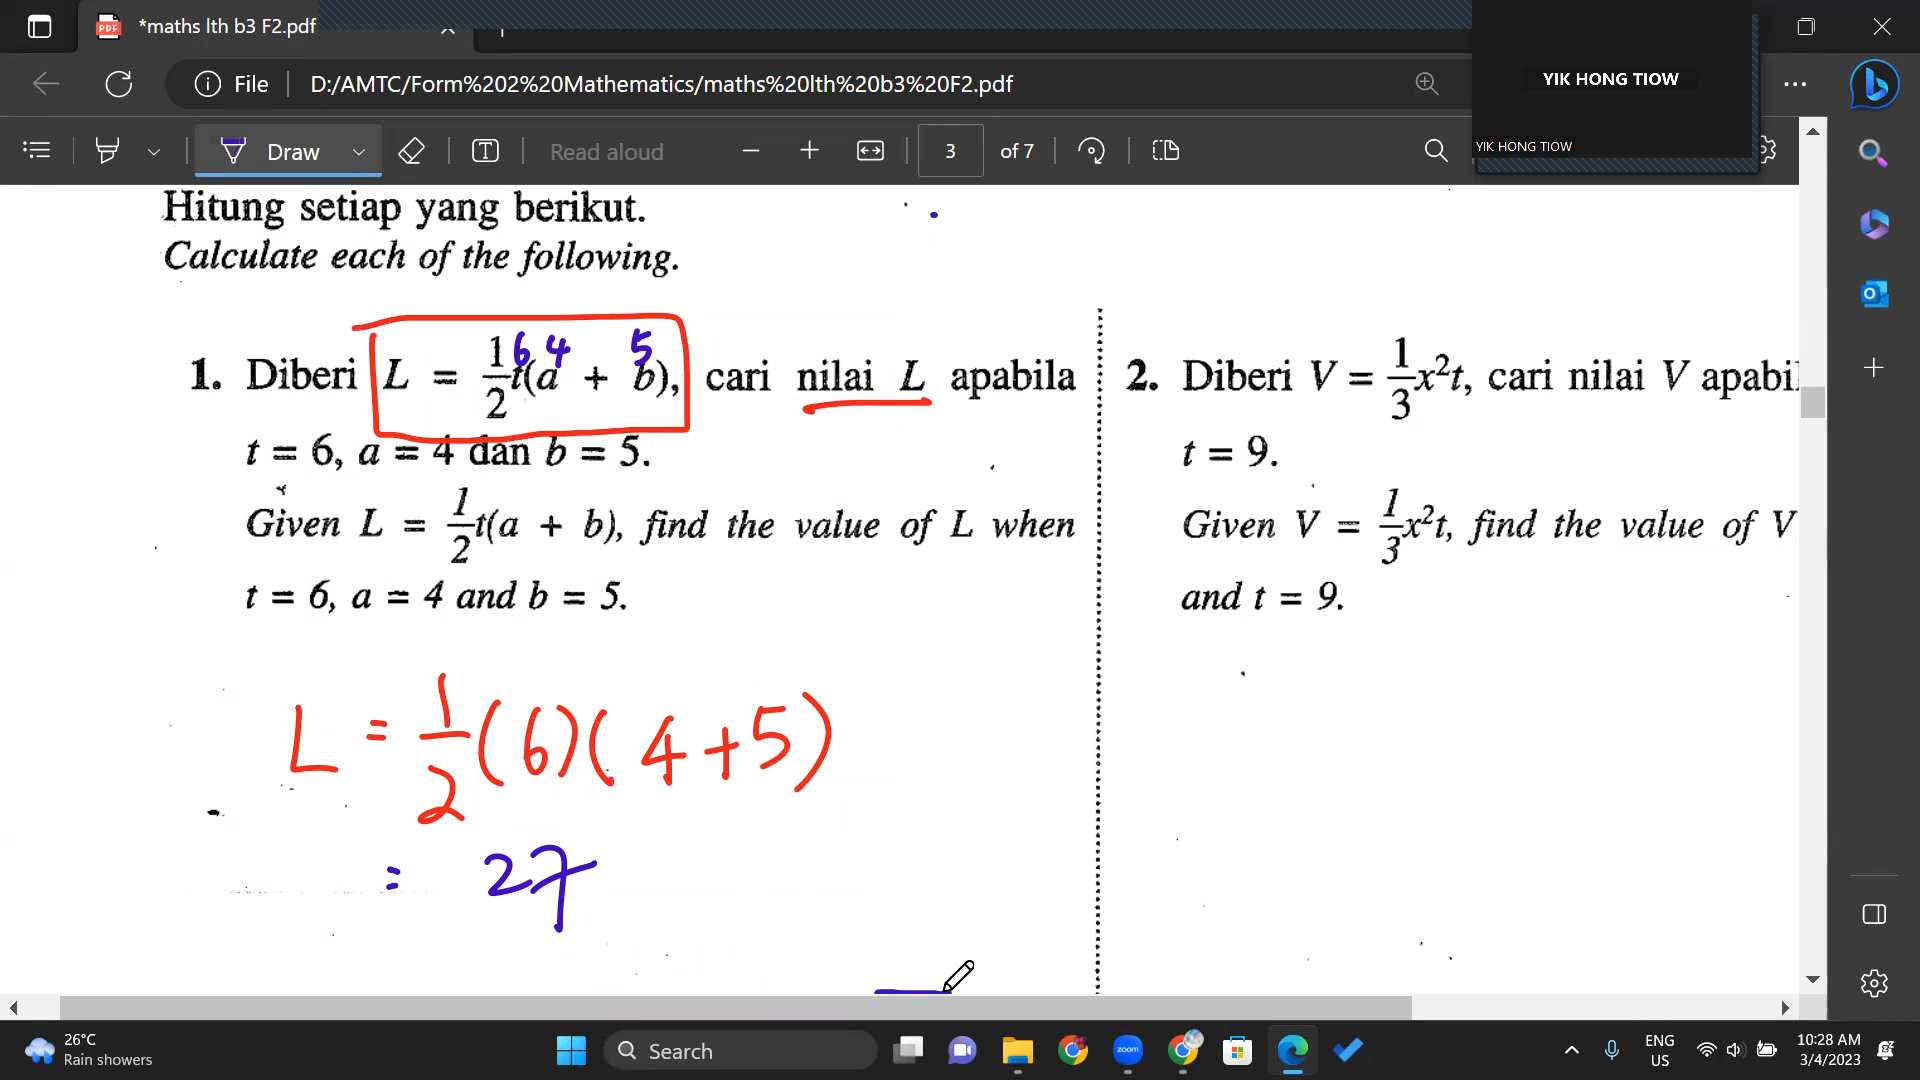 *maths lth b3 F2.pdf
YIK HONG TIOW
File
D:/AMTC/Form%202%20Mathematics/maths%20lth%20b3%20F2.pdf
YIK HONG TIOW
Draw
Read aloud
3
of 7
Hitung setiap yang berikut.
Calculate each of the following.
1. Diberi L = 1/2 t(a + b), cari nilai L apabila
6 4 5
t = 6, a = 4 dan b = 5.
Given L = 1/2 t(a + b), find the value of L when
t = 6, a = 4 and b = 5.
L = 1/2 (6)(4+5)
= 27
2. Diberi V = 1/3 x²t, cari nilai V
t = 9.
Given V = 1/3 x²t, find the value of V
and t = 9.
26°C
Rain showers
Search
zoom
ENG
US
10:28 AM
3/4/2023